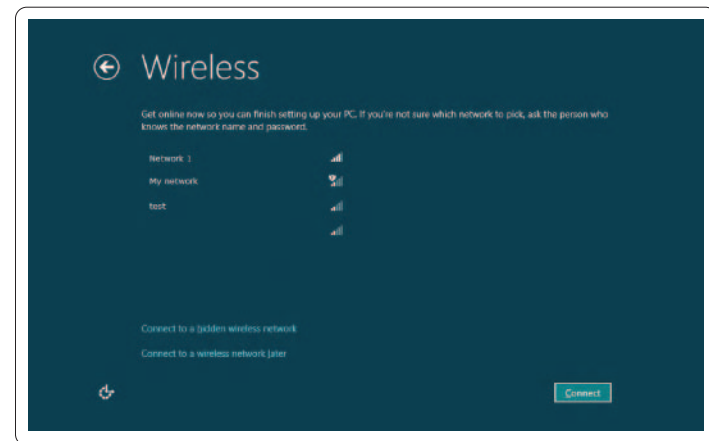 Wireless
Get online now so you can finish setting up your PC. If you're not sure which network to pick, ask the person who
knows the network name and password.
Network 1
My network
test
Connect to a hidden wireless network
Connect to a wireless network later
Connect